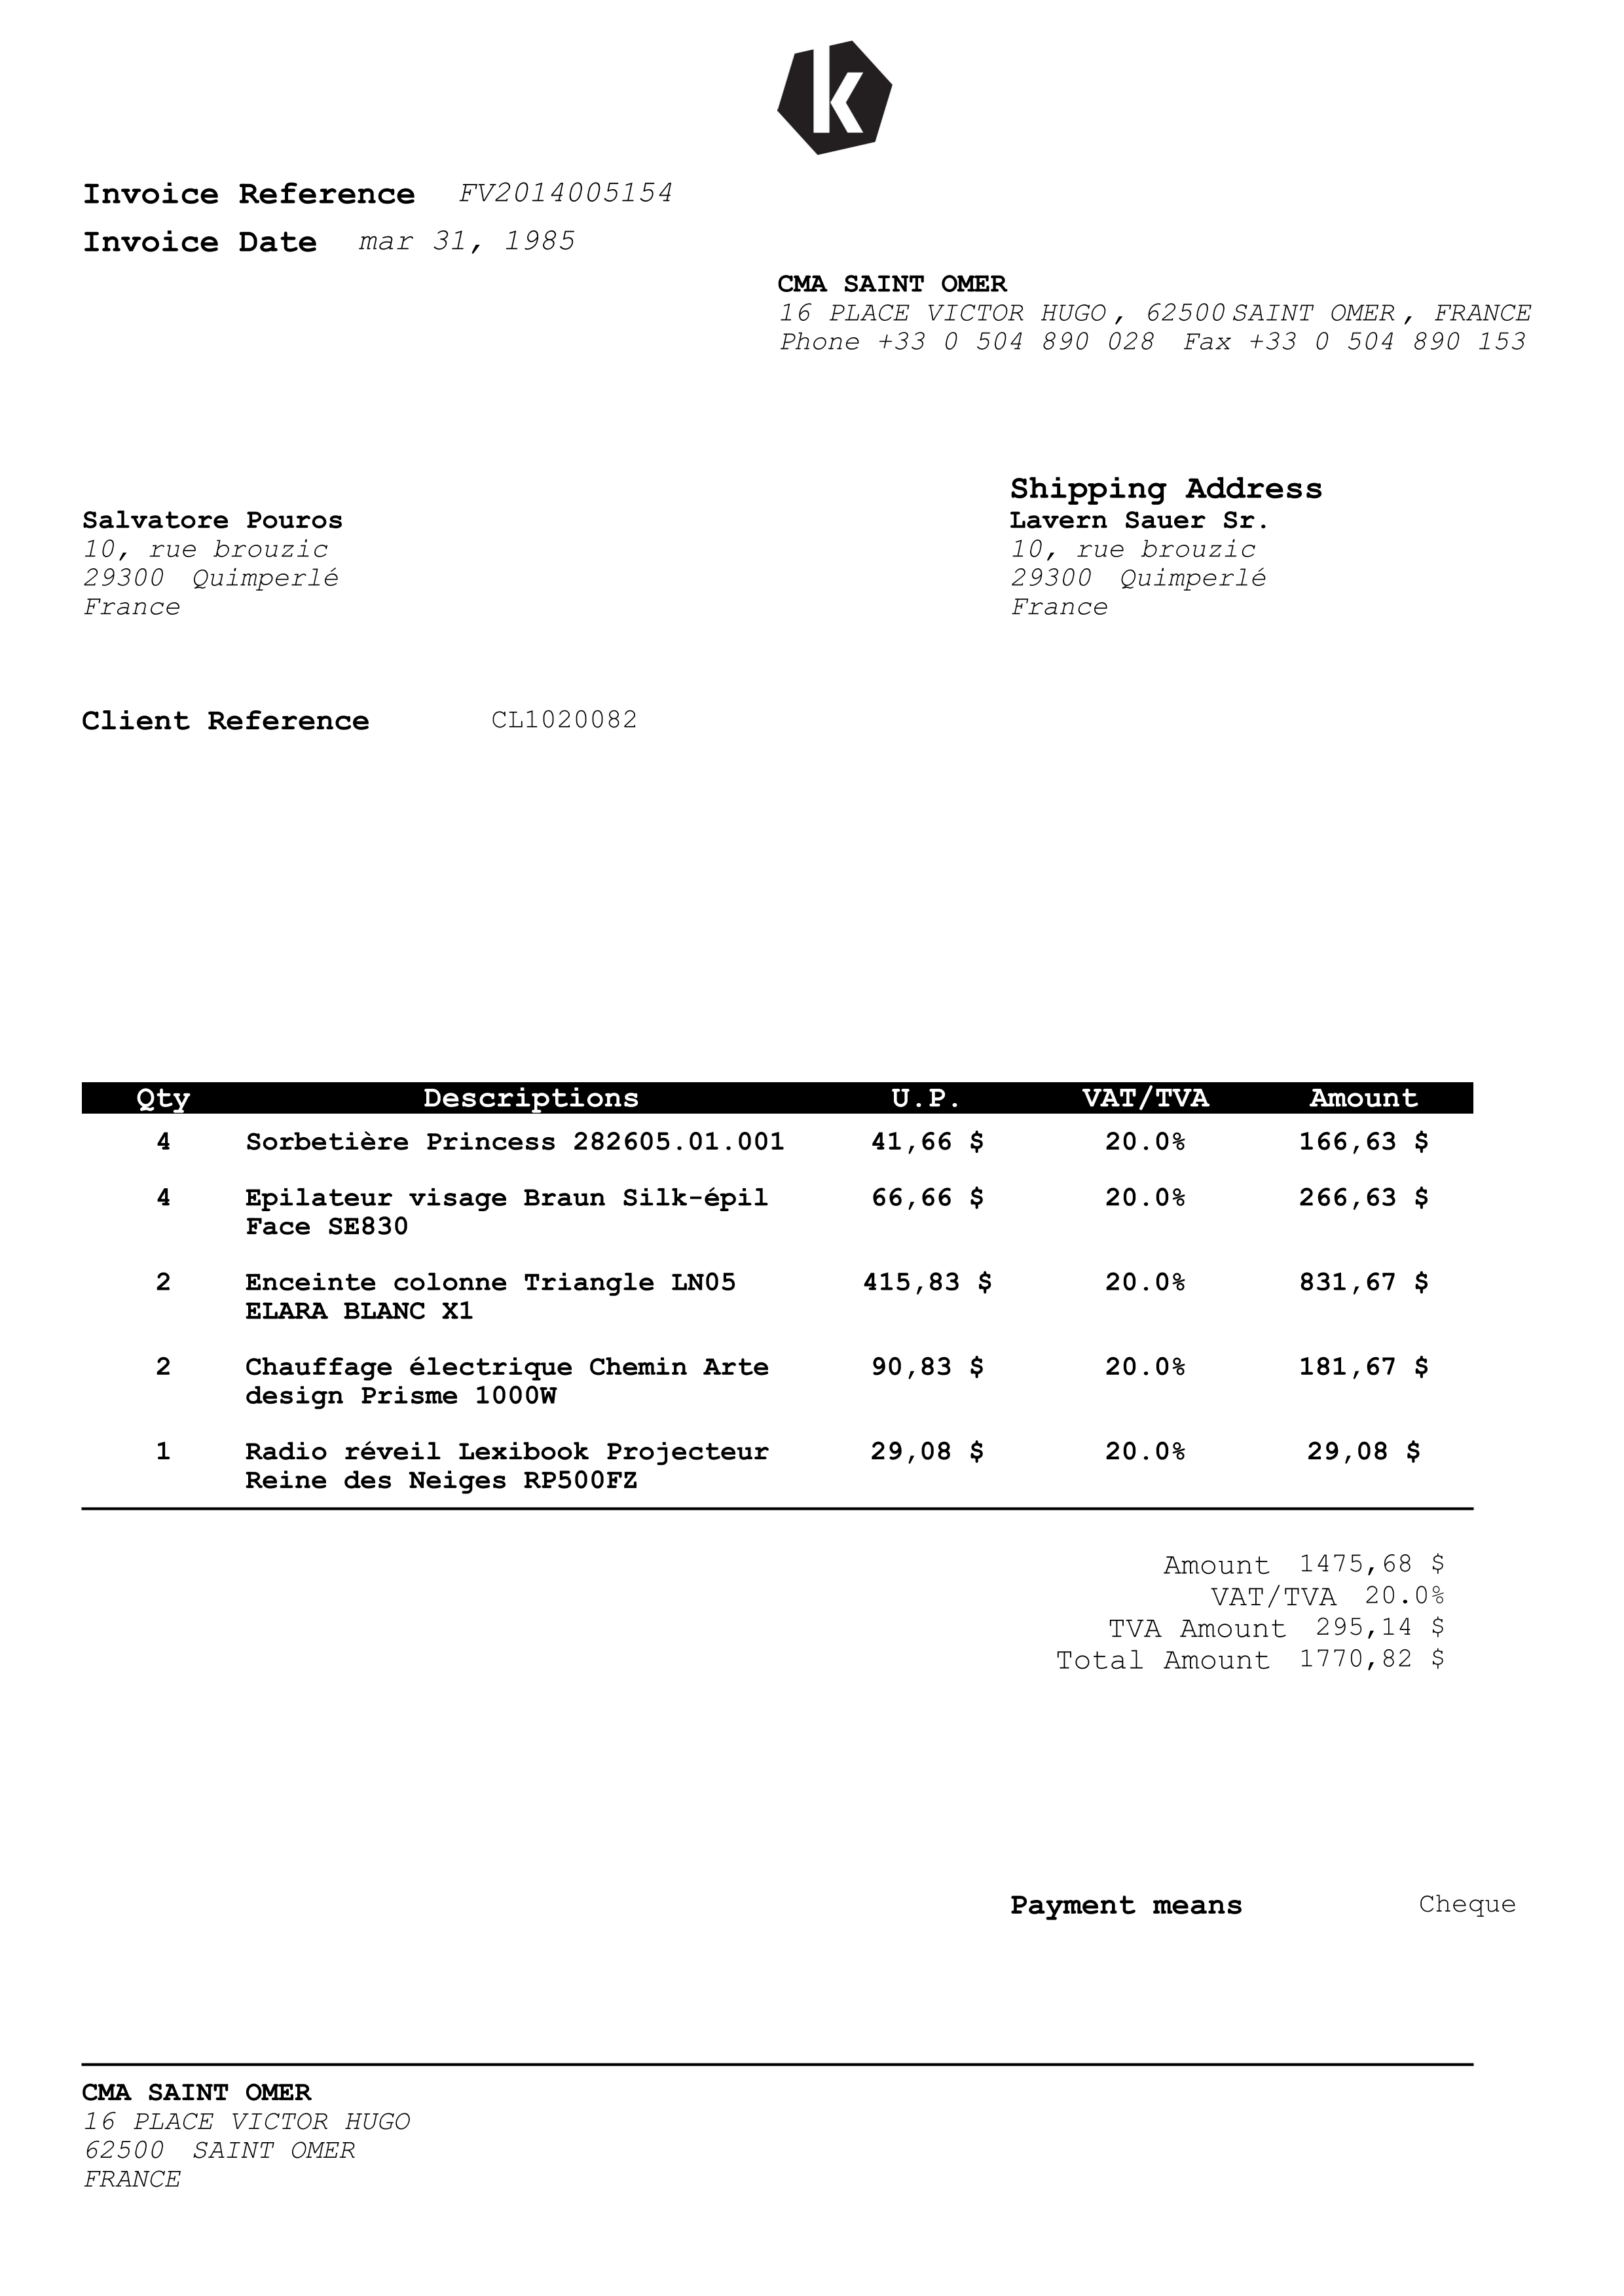 k
Invoice Reference FV2014005154
Invoice Date mar 31, 1985
CMA SAINT OMER
16 PLACE VICTOR HUGO, 62500 SAINT OMER, FRANCE
Phone +33 0 504 890 028 Fax +33 0 504 890 153
Shipping Address
Salvatore Pouros Lavern Sauer Sr.
10, rue brouzic 10, rue brouzic
29300 Quimperlé 29300 Quimperlé
France France
Client Reference CL1020082
Qty Descriptions U.P. VAT/TVA Amount
4 Sorbetière Princess 282605.01.001 41,66 $ 20.0% 166,63 $
4 Epilateur visage Braun Silk-épil 66,66 $ 20.0% 266,63 $
Face SE830
2 Enceinte colonne Triangle LN05 415,83 $ 20.0% 831,67 $
ELARA BLANC X1
2 Chauffage électrique Chemin Arte 90,83 $ 20.0% 181,67 $
design Prisme 1000W
1 Radio réveil Lexibook Projecteur 29,08 $ 20.0% 29,08 $
Reine des Neiges RP500FZ
Amount 1475,68 $
VAT/TVA 20.0%
TVA Amount 295,14 $
Total Amount 1770,82 $
Payment means Cheque
CMA SAINT OMER
16 PLACE VICTOR HUGO
62500 SAINT OMER
FRANCE